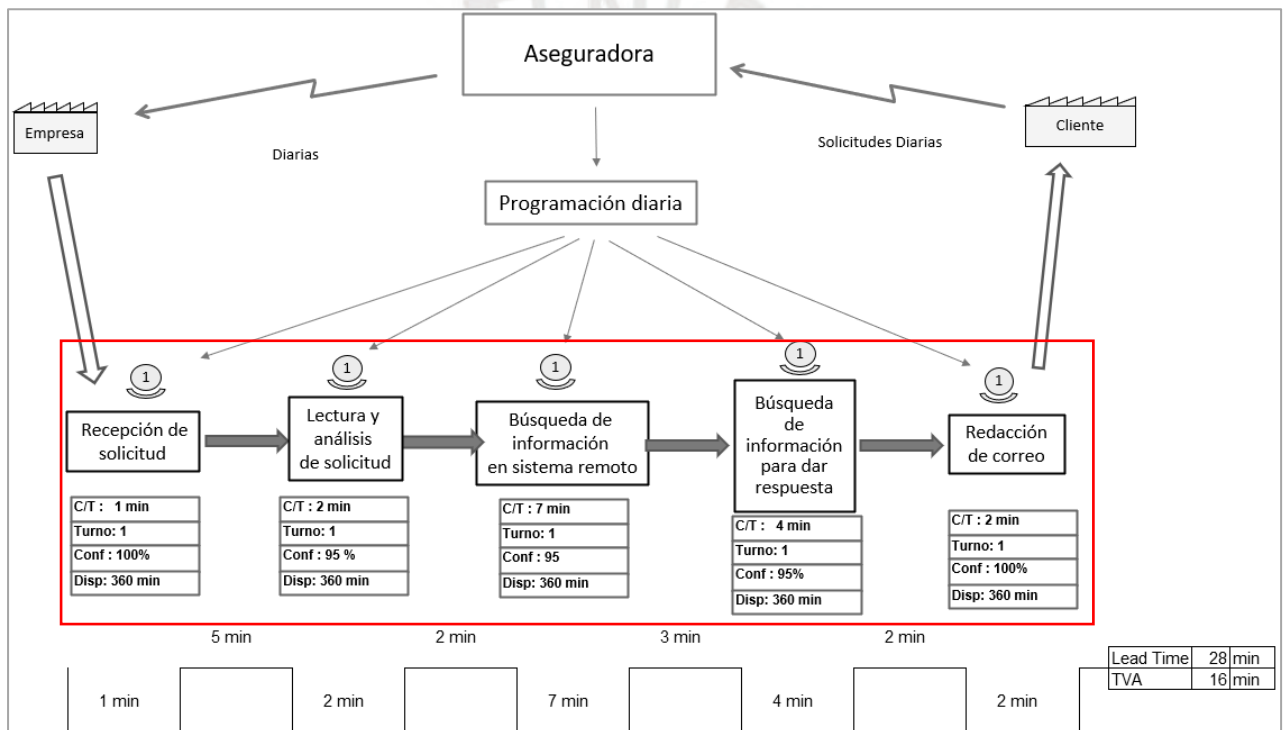 Aseguradora
Empresa
Cliente
Diarias
Solicitudes Diarias
Programación diaria
1
1
1
1
1
Recepción de
solicitud
Lectura y
análisis
de solicitud
Búsqueda de
información
en sistema remoto
Búsqueda
de
información
para dar
respuesta
Redacción
de correo
C/T : 1 min
Turno: 1
Conf : 100%
Disp: 360 min
C/T : 2 min
Turno: 1
Conf : 95 %
Disp: 360 min
C/T : 7 min
Turno: 1
Conf : 95
Disp: 360 min
C/T : 4 min
Turno: 1
Conf : 95%
Disp: 360 min
C/T : 2 min
Turno: 1
Conf : 100%
Disp: 360 min
5 min
2 min
3 min
2 min
Lead Time 28 min
TVA 16 min
1 min
2 min
7 min
4 min
2 min